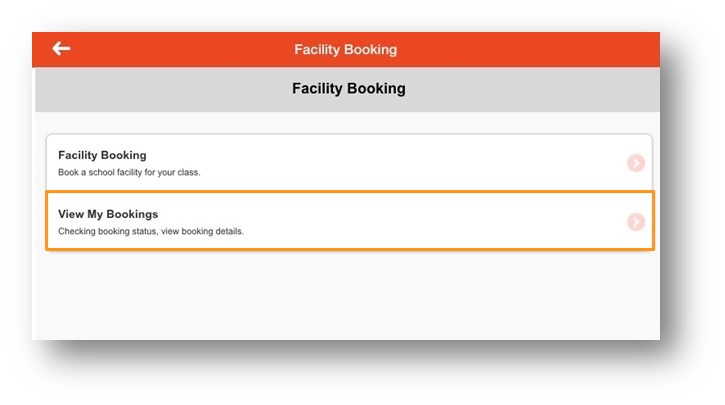 Facility Booking
Facility Booking
Facility Booking
Book a school facility for your class.
View My Bookings
Checking booking status, view booking details.